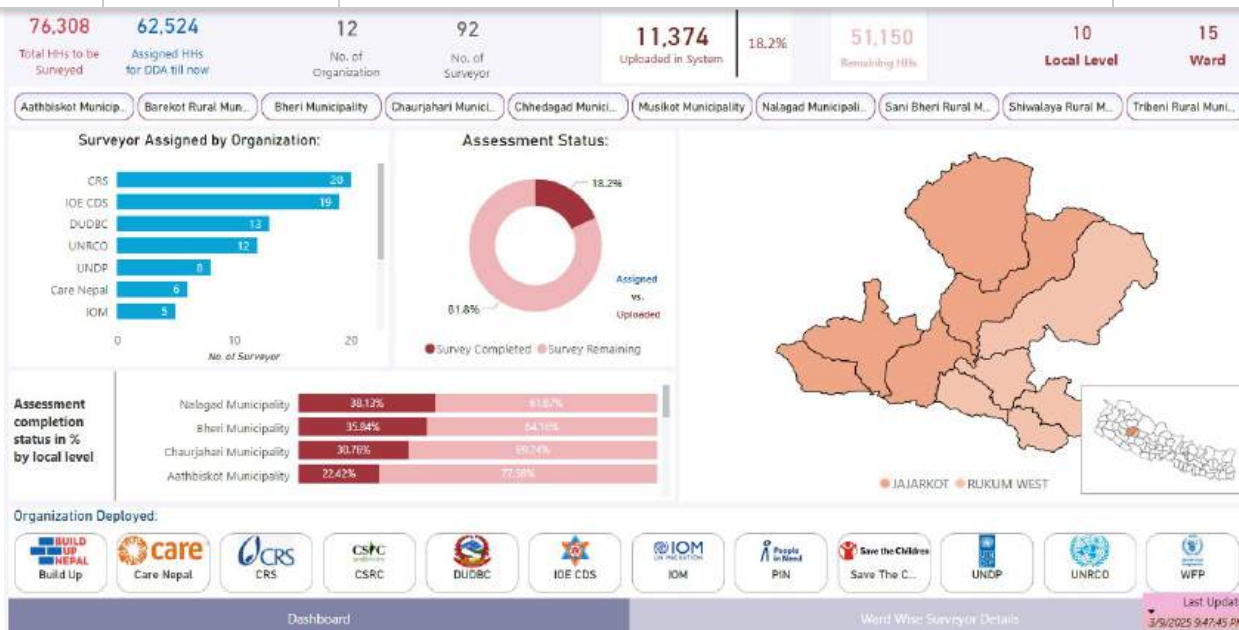 76,308
Total HHs to be
Surveyed
62,524
Assigned HHs
for DDA till now
12
No. of
Organization
92
No. of
Surveyor
11,374
Uploaded in System
18.2%
51,150
Remaining HHs
10
Local Level
15
Ward
Aathbiskot Municip...
Barekot Rural Mun...
Bheri Municipality
Chaurjahari Munici...
Chhedagad Munici...
Musikot Municipality
Nalagad Municipali...
Sani Bheri Rural M...
Shiwalaya Rural M...
Tribeni Rural Muni...
Surveyor Assigned by Organization:
CRS 20
IOE CDS 19
DUDBC 13
UNRCO 12
UNDP 8
Care Nepal 6
IOM 5
0 10 20
No. of Surveyor
Assessment Status:
18.2%
81.8%
Assigned
vs.
Uploaded
Survey Completed Survey Remaining
JAJARKOT RUKUM WEST
Assessment
completion
status in %
by local level
Nalagad Municipality 38.13% 61.87%
Bheri Municipality 35.84% 64.16%
Chaurjahari Municipality 30.76% 69.24%
Aathbiskot Municipality 22.42% 77.58%
Organization Deployed:
BUILD
UP
NEPAL
Build Up
care
Care Nepal
CRS
CRS
CSRC
CSRC
DUDBC
IOE CDS
IOM
UN MIGRATION
IOM
People
in Need
PIN
Save the Children
Save The C...
UNDP
UNRCO
WFP
Dashboard
Ward Wise Surveyor Details
Last Updat
3/9/2025 9:47:45 PM